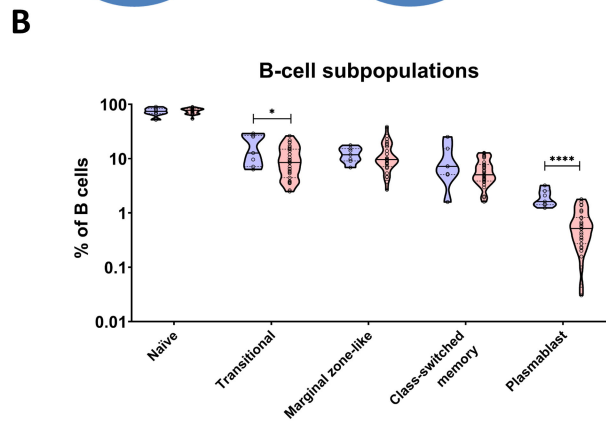 B
B-cell subpopulations
% of B cells
100
10
1
0.1
0.01
*
****
Naïve
Transitional
Marginal zone-like
Class-switched
memory
Plasmablast